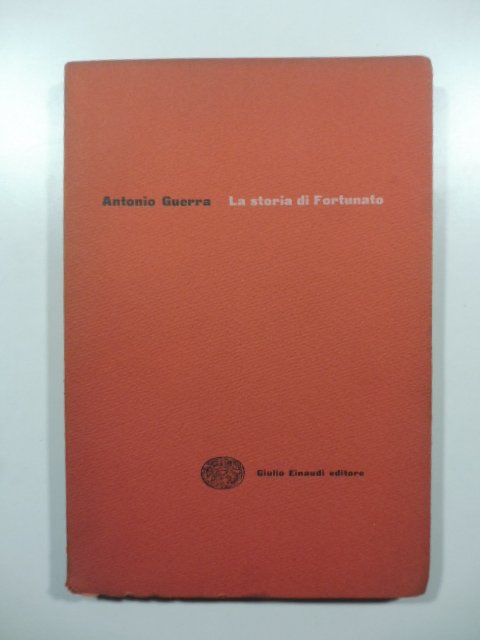 Antonio Guerra La storia di Fortunato
Giulio Einaudi editore